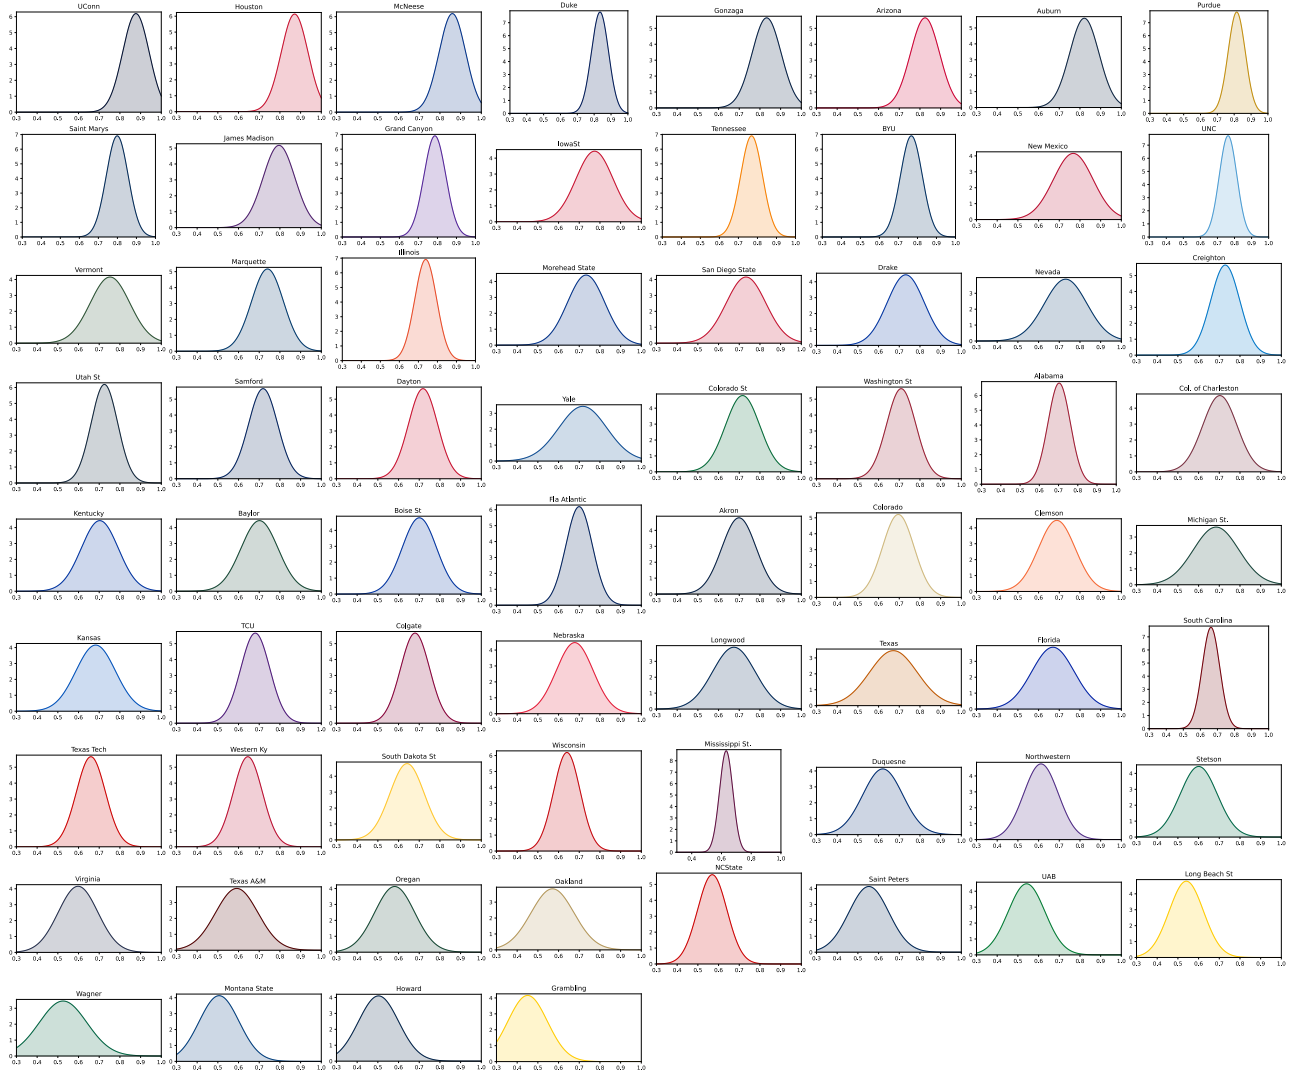 UConn
Houston
McNeese
Duke
Gonzaga
Arizona
Auburn
Purdue
Saint Marys
James Madison
Grand Canyon
IowaSt
Tennessee
BYU
New Mexico
UNC
Vermont
Marquette
Illinois
Morehead State
San Diego State
Drake
Nevada
Creighton
Utah St
Samford
Dayton
Yale
Colorado St
Washington St
Alabama
Col. of Charleston
Kentucky
Baylor
Boise St
Fla Atlantic
Akron
Colorado
Clemson
Michigan St.
Kansas
TCU
Colgate
Nebraska
Longwood
Texas
Florida
South Carolina
Texas Tech
Western Ky
South Dakota St
Wisconsin
Mississippi St.
Duquesne
Northwestern
Stetson
Virginia
Texas A&M
Oregan
Oakland
NCState
Saint Peters
UAB
Long Beach St
Wagner
Montana State
Howard
Grambling